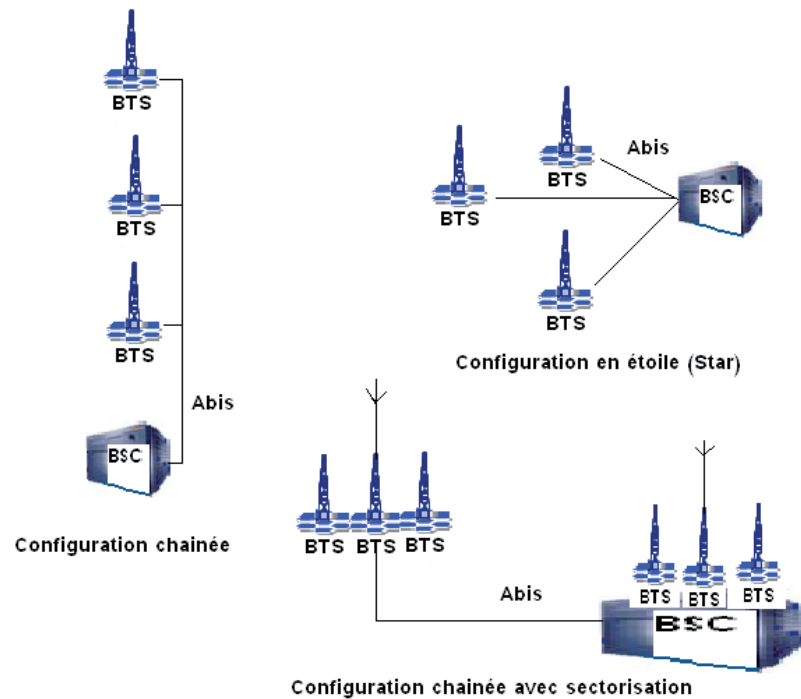 BTS
BTS
BTS
Abis
BSC
Configuration chainée
BTS
BTS
Abis
BSC
BTS
Configuration en étoile (Star)
BTS BTS BTS
Abis
BTS BTS BTS
BSC
Configuration chainée avec sectorisation